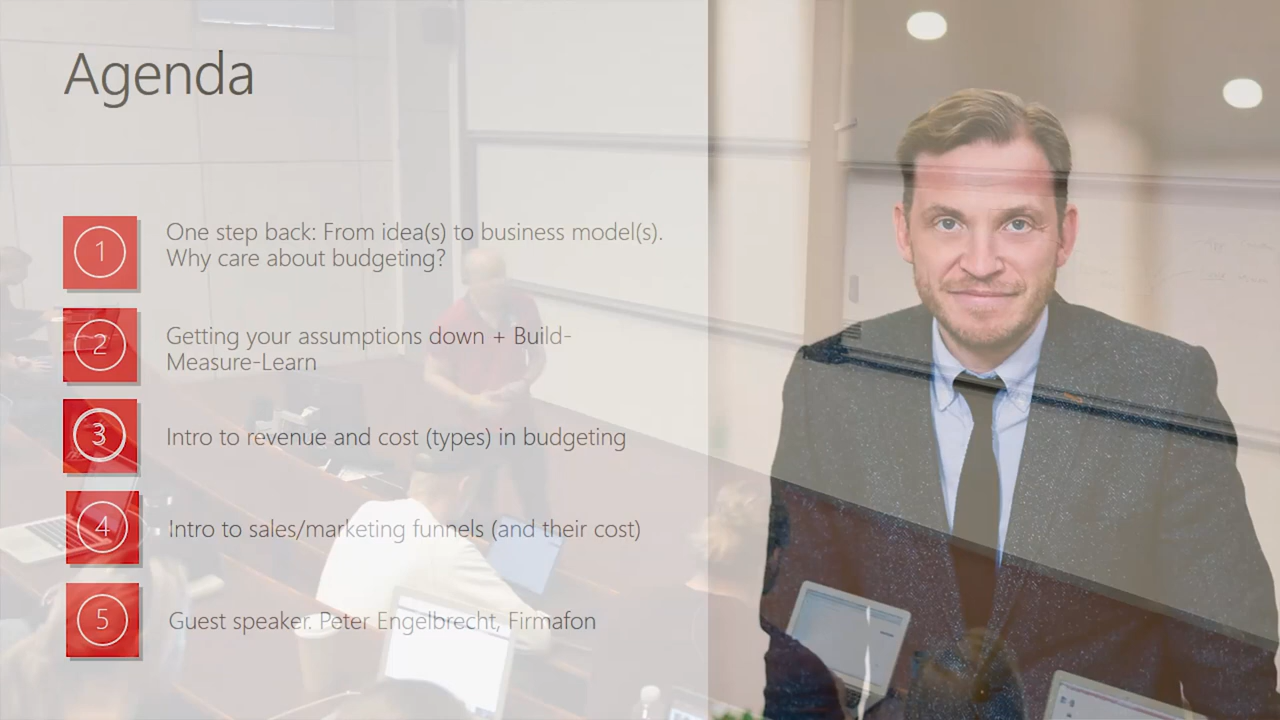 Agenda
1
One step back: From idea(s) to business model(s).
Why care about budgeting?
2
Getting your assumptions down + Build-
Measure-Learn
3
Intro to revenue and cost (types) in budgeting
4
Intro to sales/marketing funnels (and their cost)
5
Guest speaker. Peter Engelbrecht, Firmafon